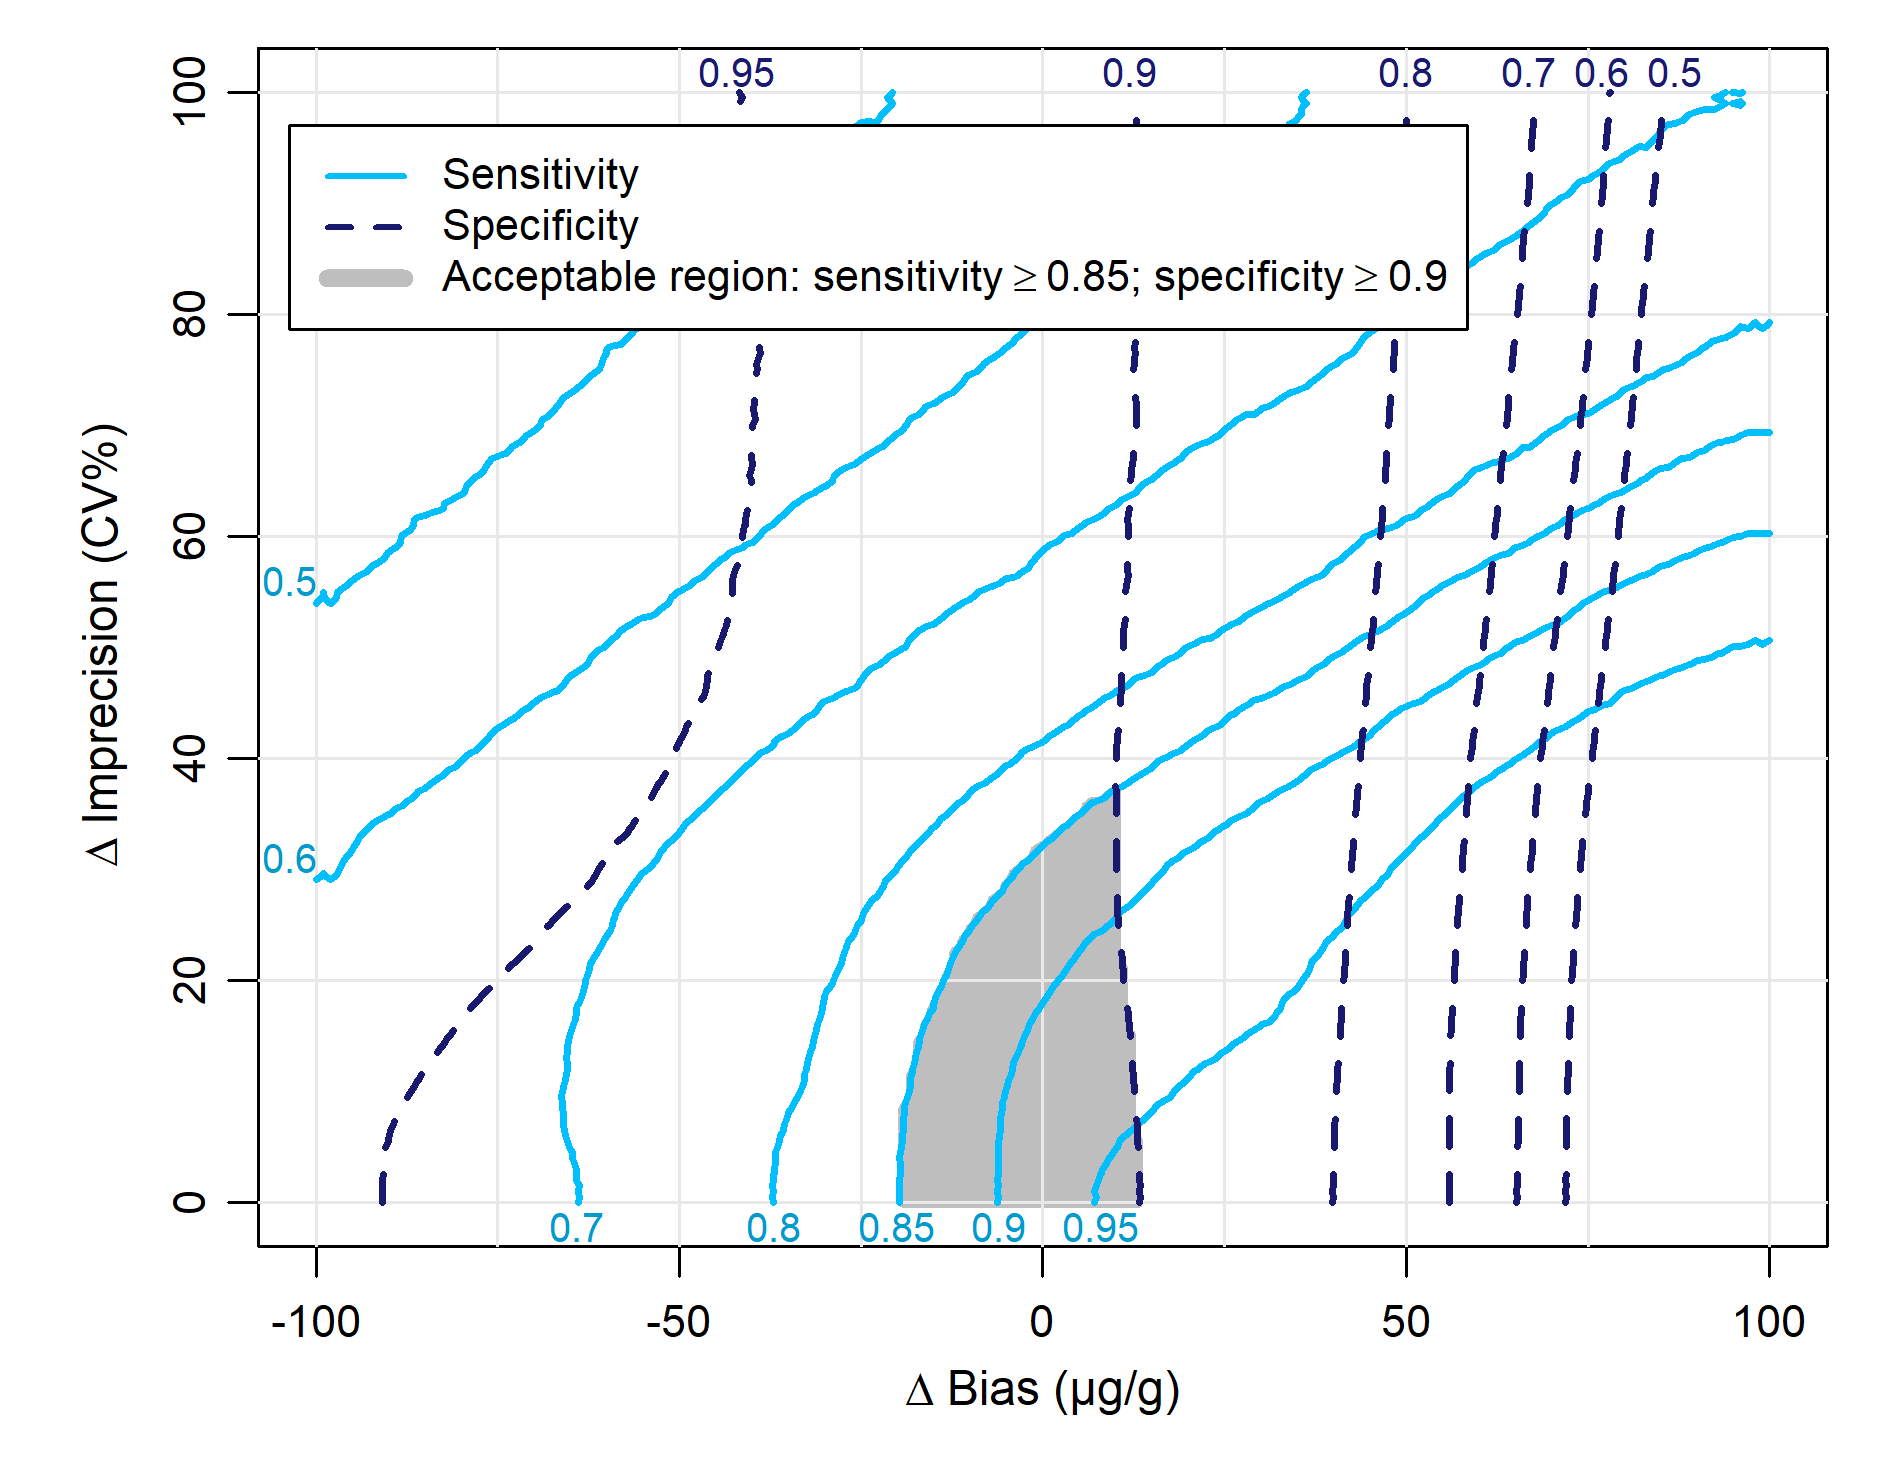 0.95 0.9 0.8 0.7 0.6 0.5
Sensitivity
Specificity
Acceptable region: sensitivity ≥ 0.85; specificity ≥ 0.9
100
80
60
40
20
0
Δ Imprecision (CV%)
0.5
0.6
0.7 0.8 0.85 0.9 0.95
-100 -50 0 50 100
Δ Bias (µg/g)